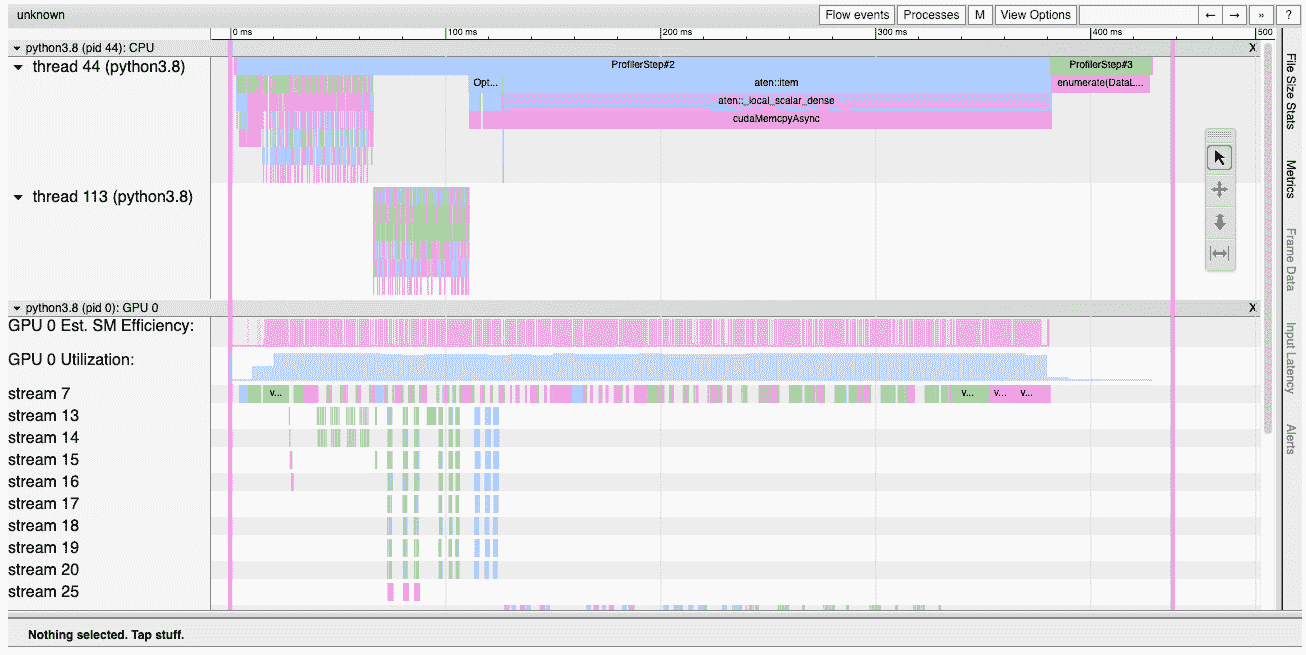 unknown
Flow events Processes M View Options ← → » ?
0 ms 100 ms 200 ms 300 ms 400 ms 500
python3.8 (pid 44): CPU X
thread 44 (python3.8)
ProfilerStep#2 ProfilerStep#3
Opt... aten::item enumerate(DataL...
aten::_local_scalar_dense
cudaMemcpyAsync
thread 113 (python3.8)
python3.8 (pid 0): GPU 0 X
GPU 0 Est. SM Efficiency:
GPU 0 Utilization:
stream 7 v... v... v... v...
stream 13
stream 14
stream 15
stream 16
stream 17
stream 18
stream 19
stream 20
stream 25
File Size Stats
Metrics
Frame Data
Input Latency
Alerts
Nothing selected. Tap stuff.